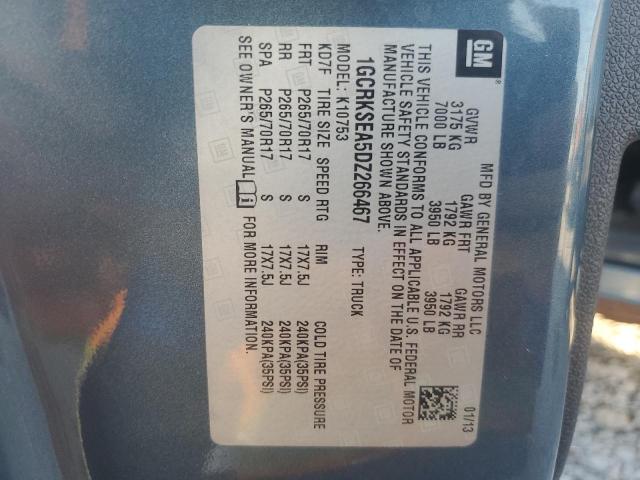 GM ®
MFD BY GENERAL MOTORS LLC 01/13
GVWR GAWR FRT GAWR RR
3175 KG 1792 KG 1792 KG
7000 LB 3950 LB 3950 LB
THIS VEHICLE CONFORMS TO ALL APPLICABLE U.S. FEDERAL MOTOR
VEHICLE SAFETY STANDARDS IN EFFECT ON THE DATE OF
MANUFACTURE SHOWN ABOVE.
1GCRKSEA5DZ266467 TYPE: TRUCK
MODEL: K10753
KD7F TIRE SIZE SPEED RTG RIM COLD TIRE PRESSURE
FRT P265/70R17 S 17X7.5J 240KPA(35PSI)
RR P265/70R17 S 17X7.5J 240KPA(35PSI)
SPA P265/70R17 S 17X7.5J 240KPA(35PSI)
SEE OWNER'S MANUAL i FOR MORE INFORMATION.